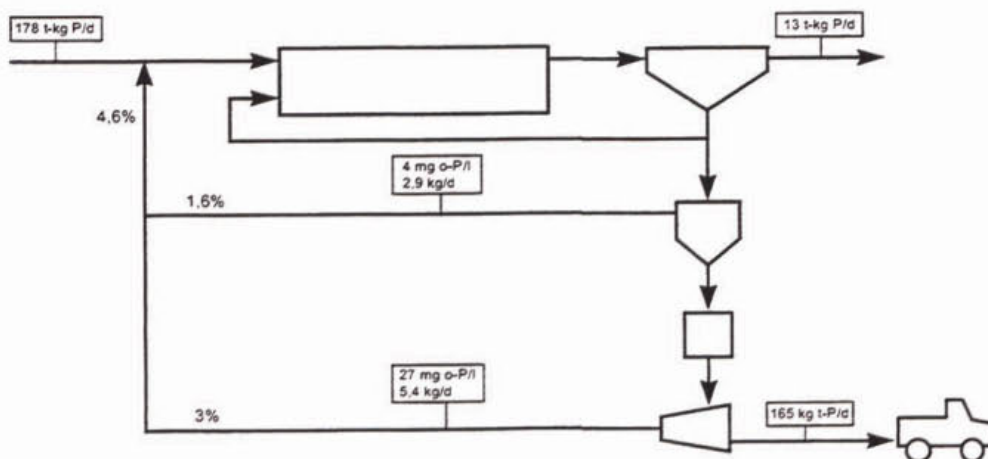 178 t-kg P/d
13 t-kg P/d
4,6%
4 mg o-P/l
2,9 kg/d
1,6%
27 mg o-P/l
5,4 kg/d
3%
165 kg t-P/d